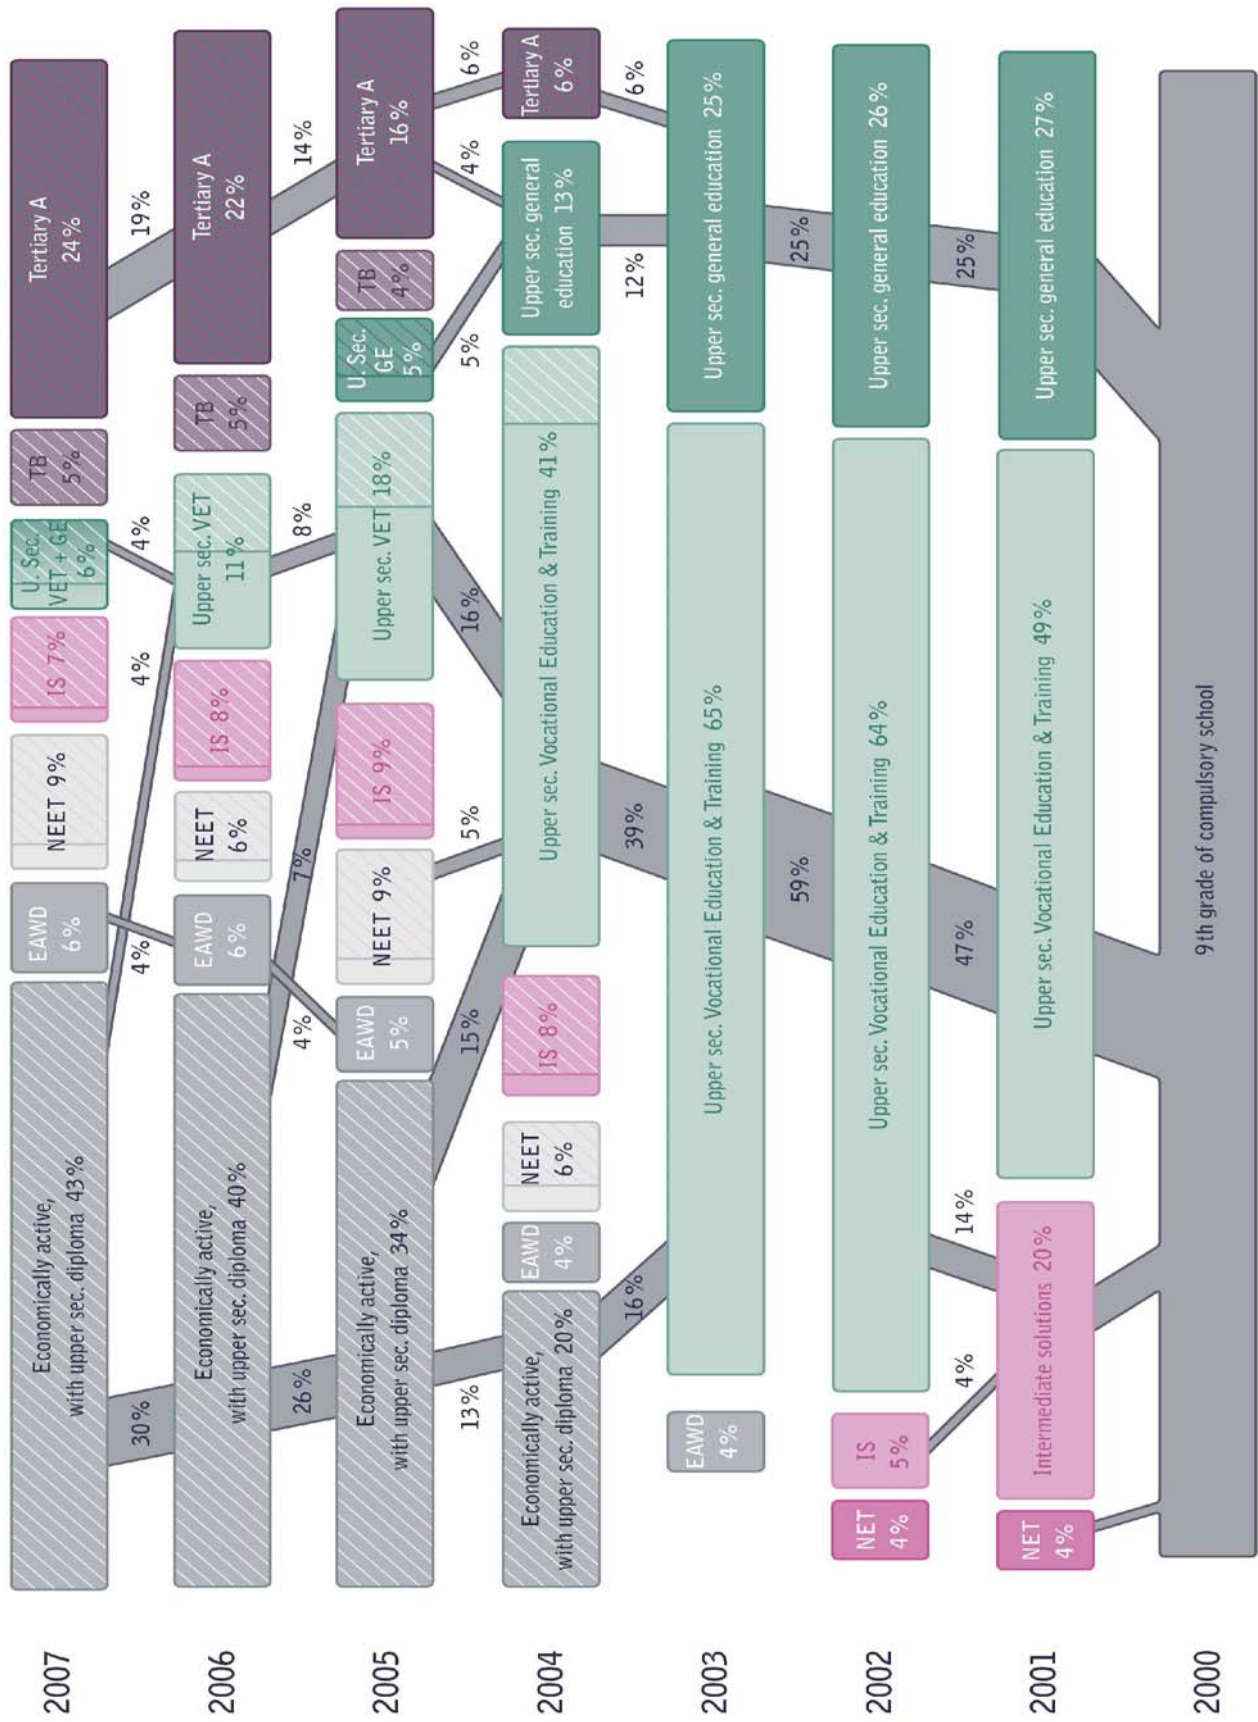 2007
Economically active,
with upper sec. diploma 43%
EAWD
6%
NEET 9%
IS 7%
U. Sec.
VET + GE
6%
TB
5%
Tertiary A
24%
30%
4%
4%
4%
19%
2006
Economically active,
with upper sec. diploma 40%
EAWD
6%
NEET
6%
IS 8%
Upper sec. VET
11%
TB
5%
Tertiary A
22%
26%
4%
7%
8%
14%
2005
Economically active,
with upper sec. diploma 34%
EAWD
5%
NEET 9%
IS 9%
Upper sec. VET 18%
U. Sec.
GE
5%
TB
4%
Tertiary A
16%
13%
15%
5%
16%
5%
4%
6%
2004
Economically active,
with upper sec. diploma 20%
EAWD
4%
NEET
6%
IS 8%
Upper sec. Vocational Education & Training 41%
Upper sec. general
education 13%
Tertiary A
6%
16%
39%
12%
6%
2003
EAWD
4%
Upper sec. Vocational Education & Training 65%
Upper sec. general education 25%
59%
25%
2002
NET
4%
IS
5%
Upper sec. Vocational Education & Training 64%
Upper sec. general education 26%
4%
14%
47%
25%
2001
NET
4%
Intermediate solutions 20%
Upper sec. Vocational Education & Training 49%
Upper sec. general education 27%
2000
9th grade of compulsory school